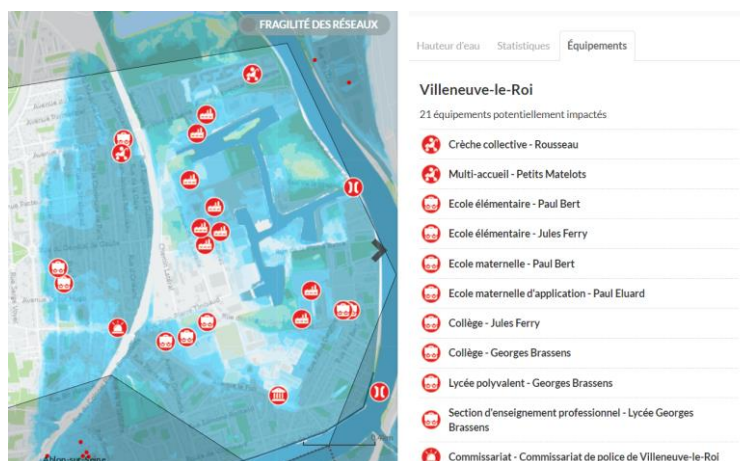 FRAGILITÉ DES RÉSEAUX
Hauteur d'eau Statistiques Équipements
Villeneuve-le-Roi
21 équipements potentiellement impactés
Crèche collective - Rousseau
Multi-accueil - Petits Matelots
Ecole élémentaire - Paul Bert
Ecole élémentaire - Jules Ferry
Ecole maternelle - Paul Bert
Ecole maternelle d'application - Paul Eluard
Collège - Jules Ferry
Collège - Georges Brassens
Lycée polyvalent - Georges Brassens
Section d'enseignement professionnel - Lycée Georges
Brassens
Commissariat - Commissariat de police de Villeneuve-le-Roi